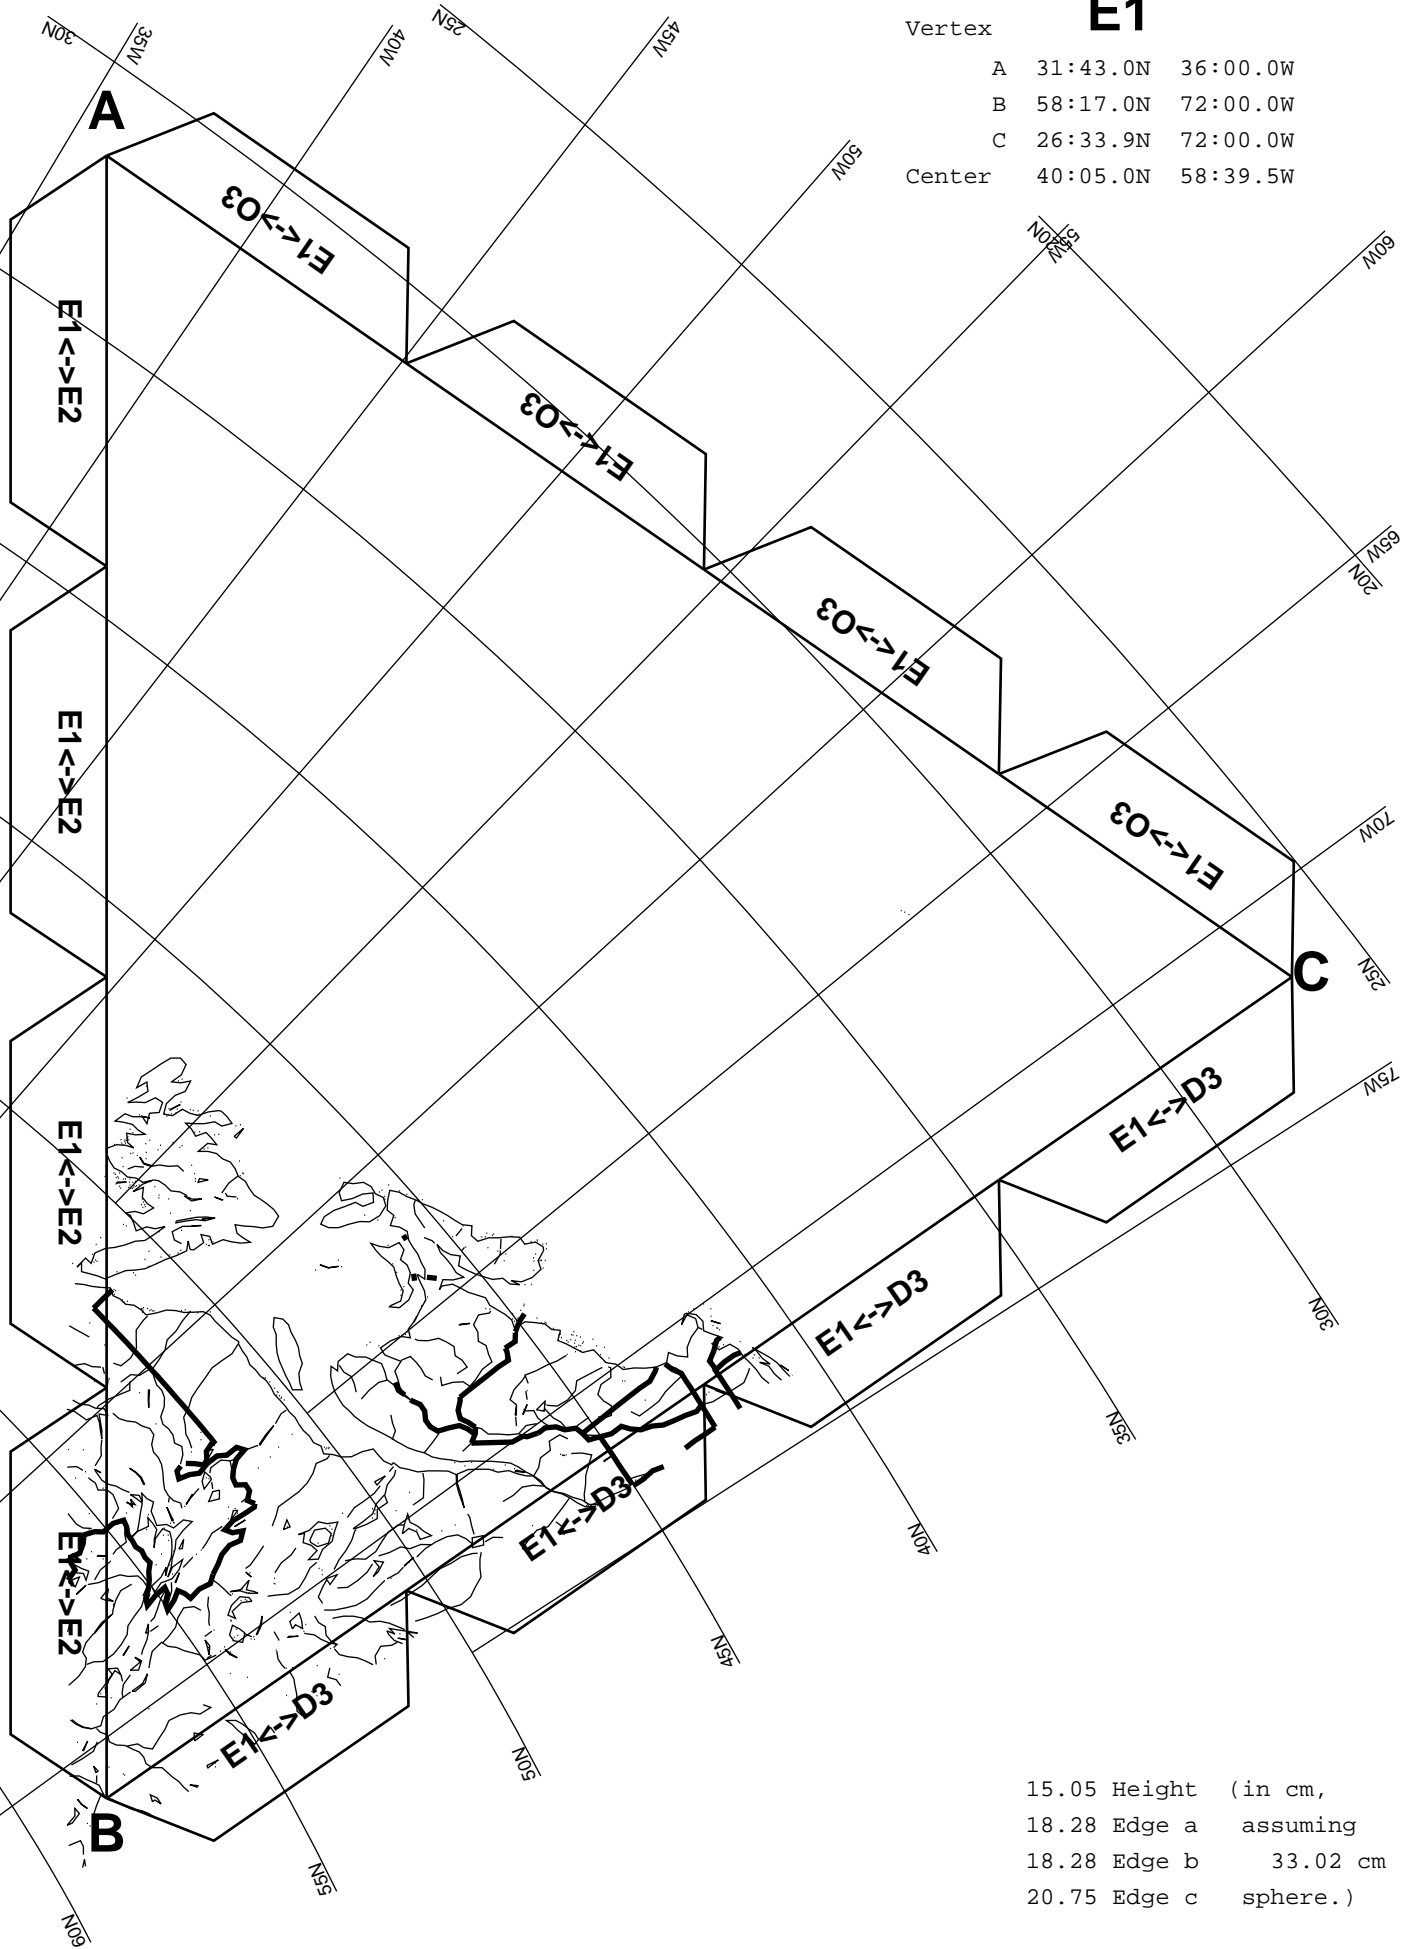 E1
Vertex
A 31:43.0N 36:00.0W
B 58:17.0N 72:00.0W
C 26:33.9N 72:00.0W
Center 40:05.0N 58:39.5W
30N
35W
40W
25N
45W
50W
20N
55W
60W
65W
20N
70W
25N
75W
30N
35N
40N
45N
50N
55N
60N
A
B
C
E1<->O3
E1<->O3
E1<->O3
E1<->O3
E1<->E2
E1<->E2
E1<->E2
E1<->E2
E1<->D3
E1<->D3
E1<->D3
E1<->D3
15.05 Height (in cm,
18.28 Edge a assuming
18.28 Edge b 33.02 cm
20.75 Edge c sphere.)